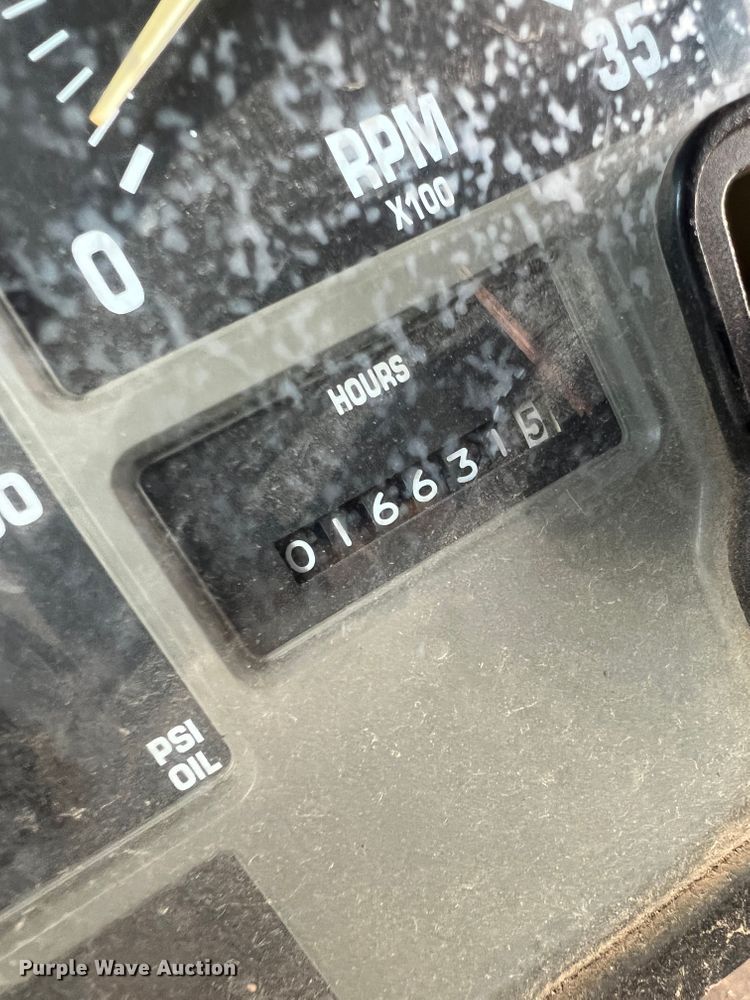 35
RPM
X100
0
HOURS
0166315
PSI
OIL
Purple Wave Auction